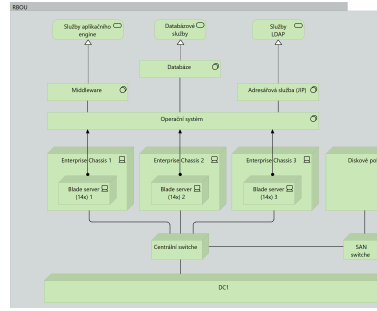 RBOU
Služby aplikačního
engine
Databázové
služby
Služby
LDAP
Databáze
Middleware
Adresářová služba (JIP)
Operační systém
Enterprise Chassis 1
Enterprise Chassis 2
Enterprise Chassis 3
Diskové pol
Blade server
(14x) 1
Blade server
(14x) 2
Blade server
(14x) 3
Centrální switche
SAN
switche
DC1